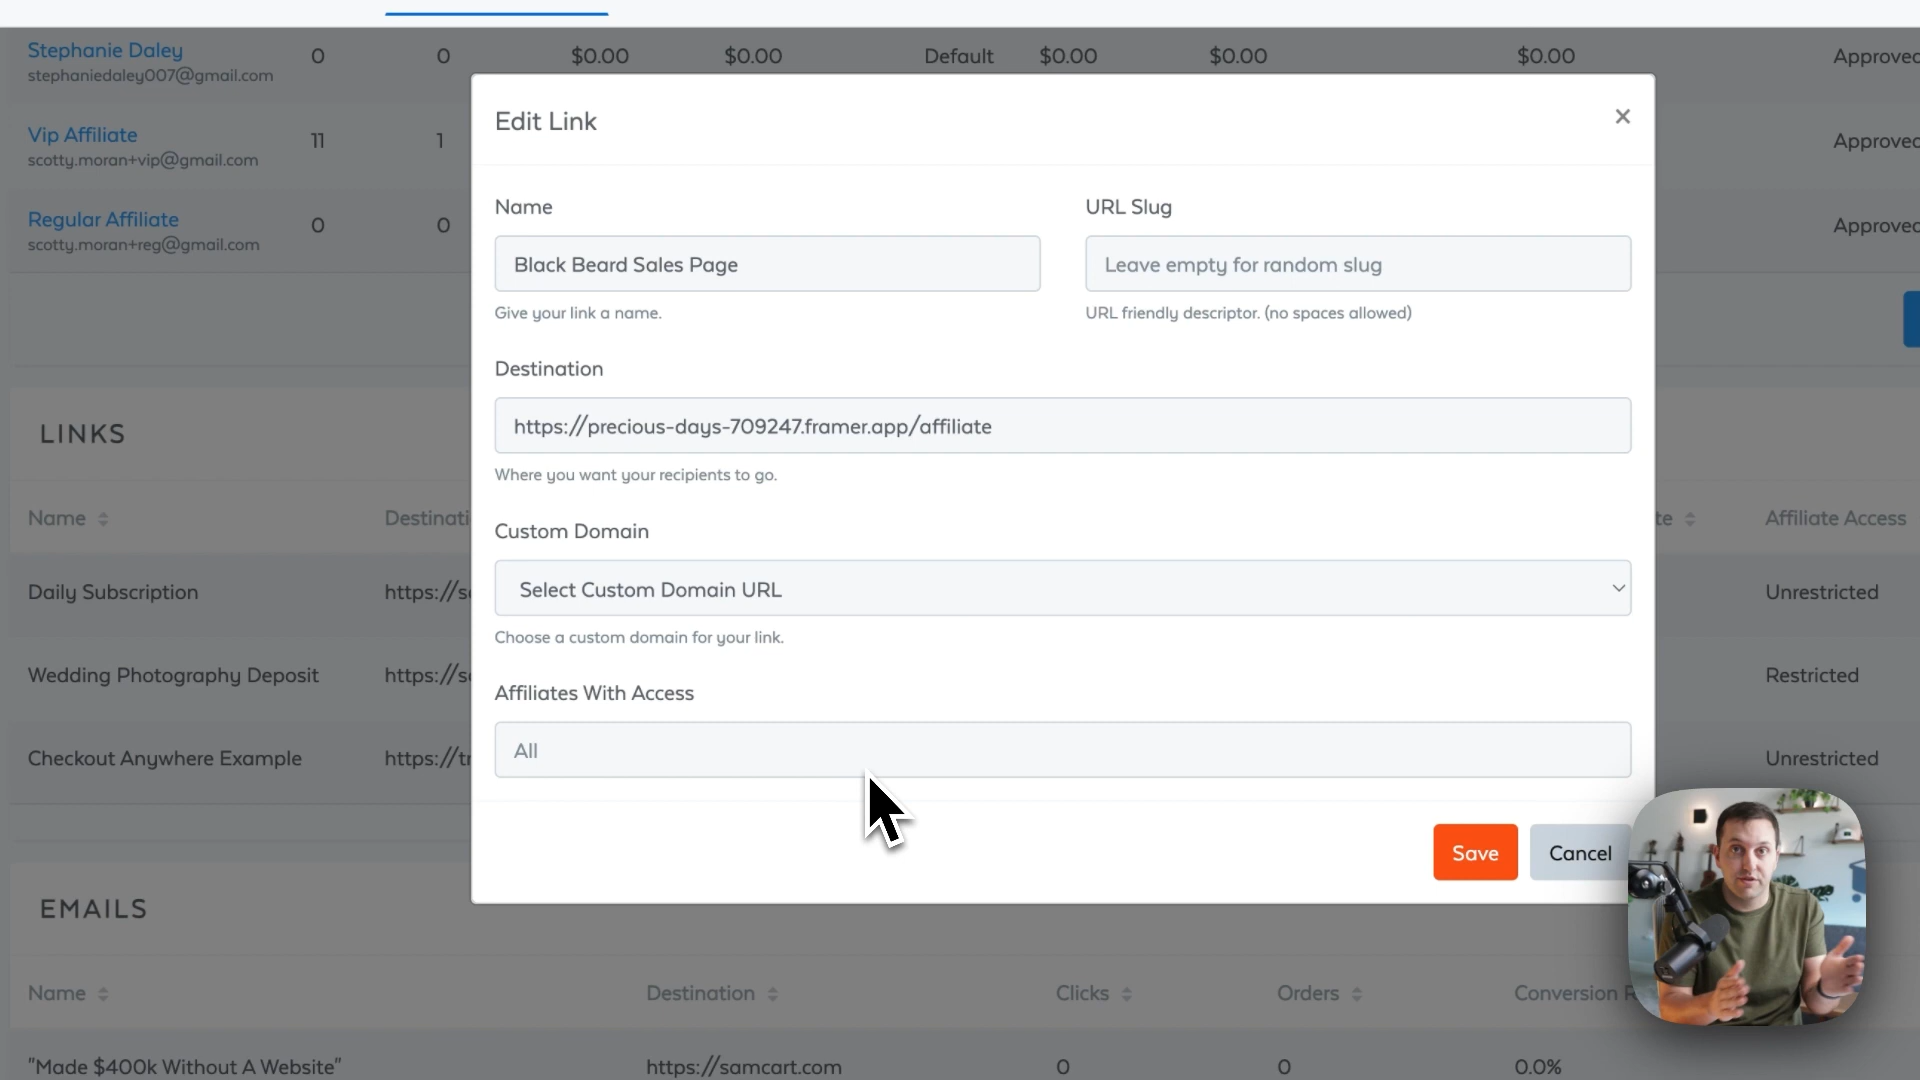 Stephanie Daley 0 0 $0.00 $0.00 Default $0.00 $0.00 $0.00 Approved
stephaniedaley007@gmail.com
Vip Affiliate 11 1 Approved
scotty.moran+vip@gmail.com
Regular Affiliate 0 0 Approved
scotty.moran+reg@gmail.com
Edit Link ×
Name URL Slug
Black Beard Sales Page Leave empty for random slug
Give your link a name. URL friendly descriptor. (no spaces allowed)
Destination
https://precious-days-709247.framer.app/affiliate
Where you want your recipients to go.
Custom Domain
Select Custom Domain URL
Choose a custom domain for your link.
Affiliates With Access
All
Save Cancel
LINKS
Name Destinati te Affiliate Access
Daily Subscription https://s Unrestricted
Wedding Photography Deposit https://s Restricted
Checkout Anywhere Example https://tr Unrestricted
EMAILS
Name Destination Clicks Orders Conversion
"Made $400k Without A Website" https://samcart.com 0 0 0.0%